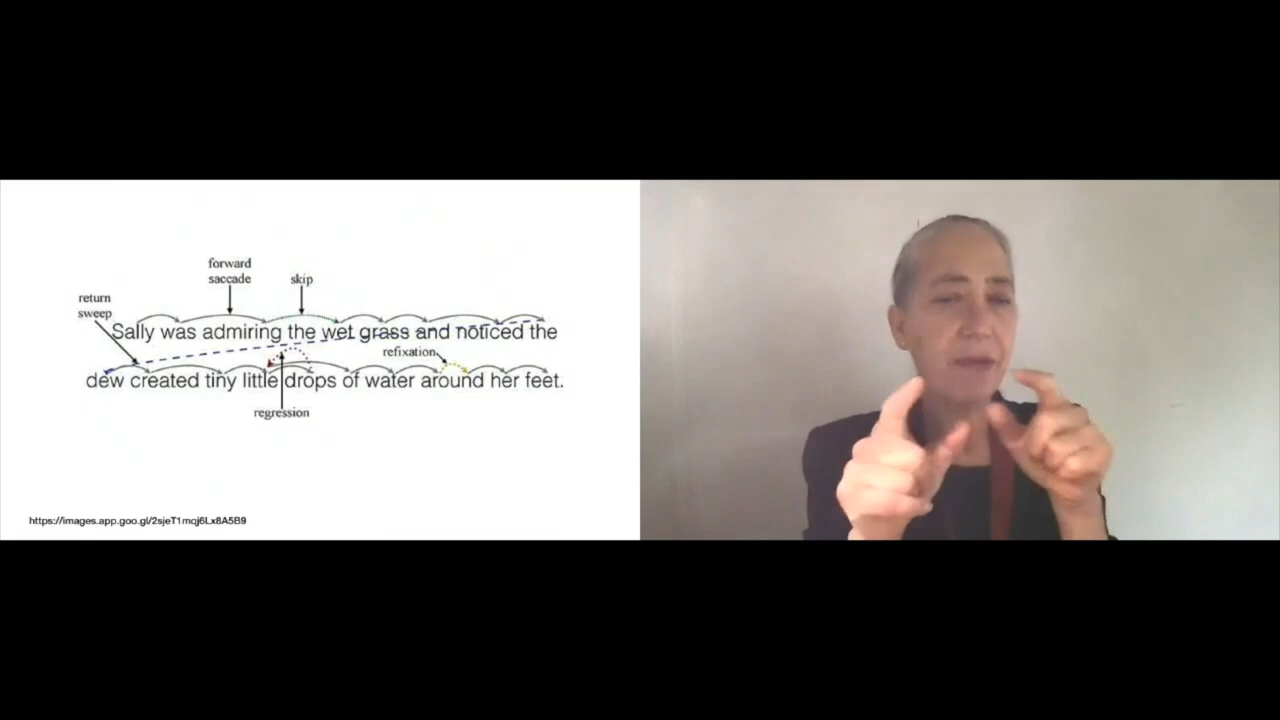 forward
saccade
skip
return
sweep
Sally was admiring the wet grass and noticed the
refixation
dew created tiny little drops of water around her feet.
regression
https://images.app.goo.gl/2sjeT1mqj6Lx8A5B9